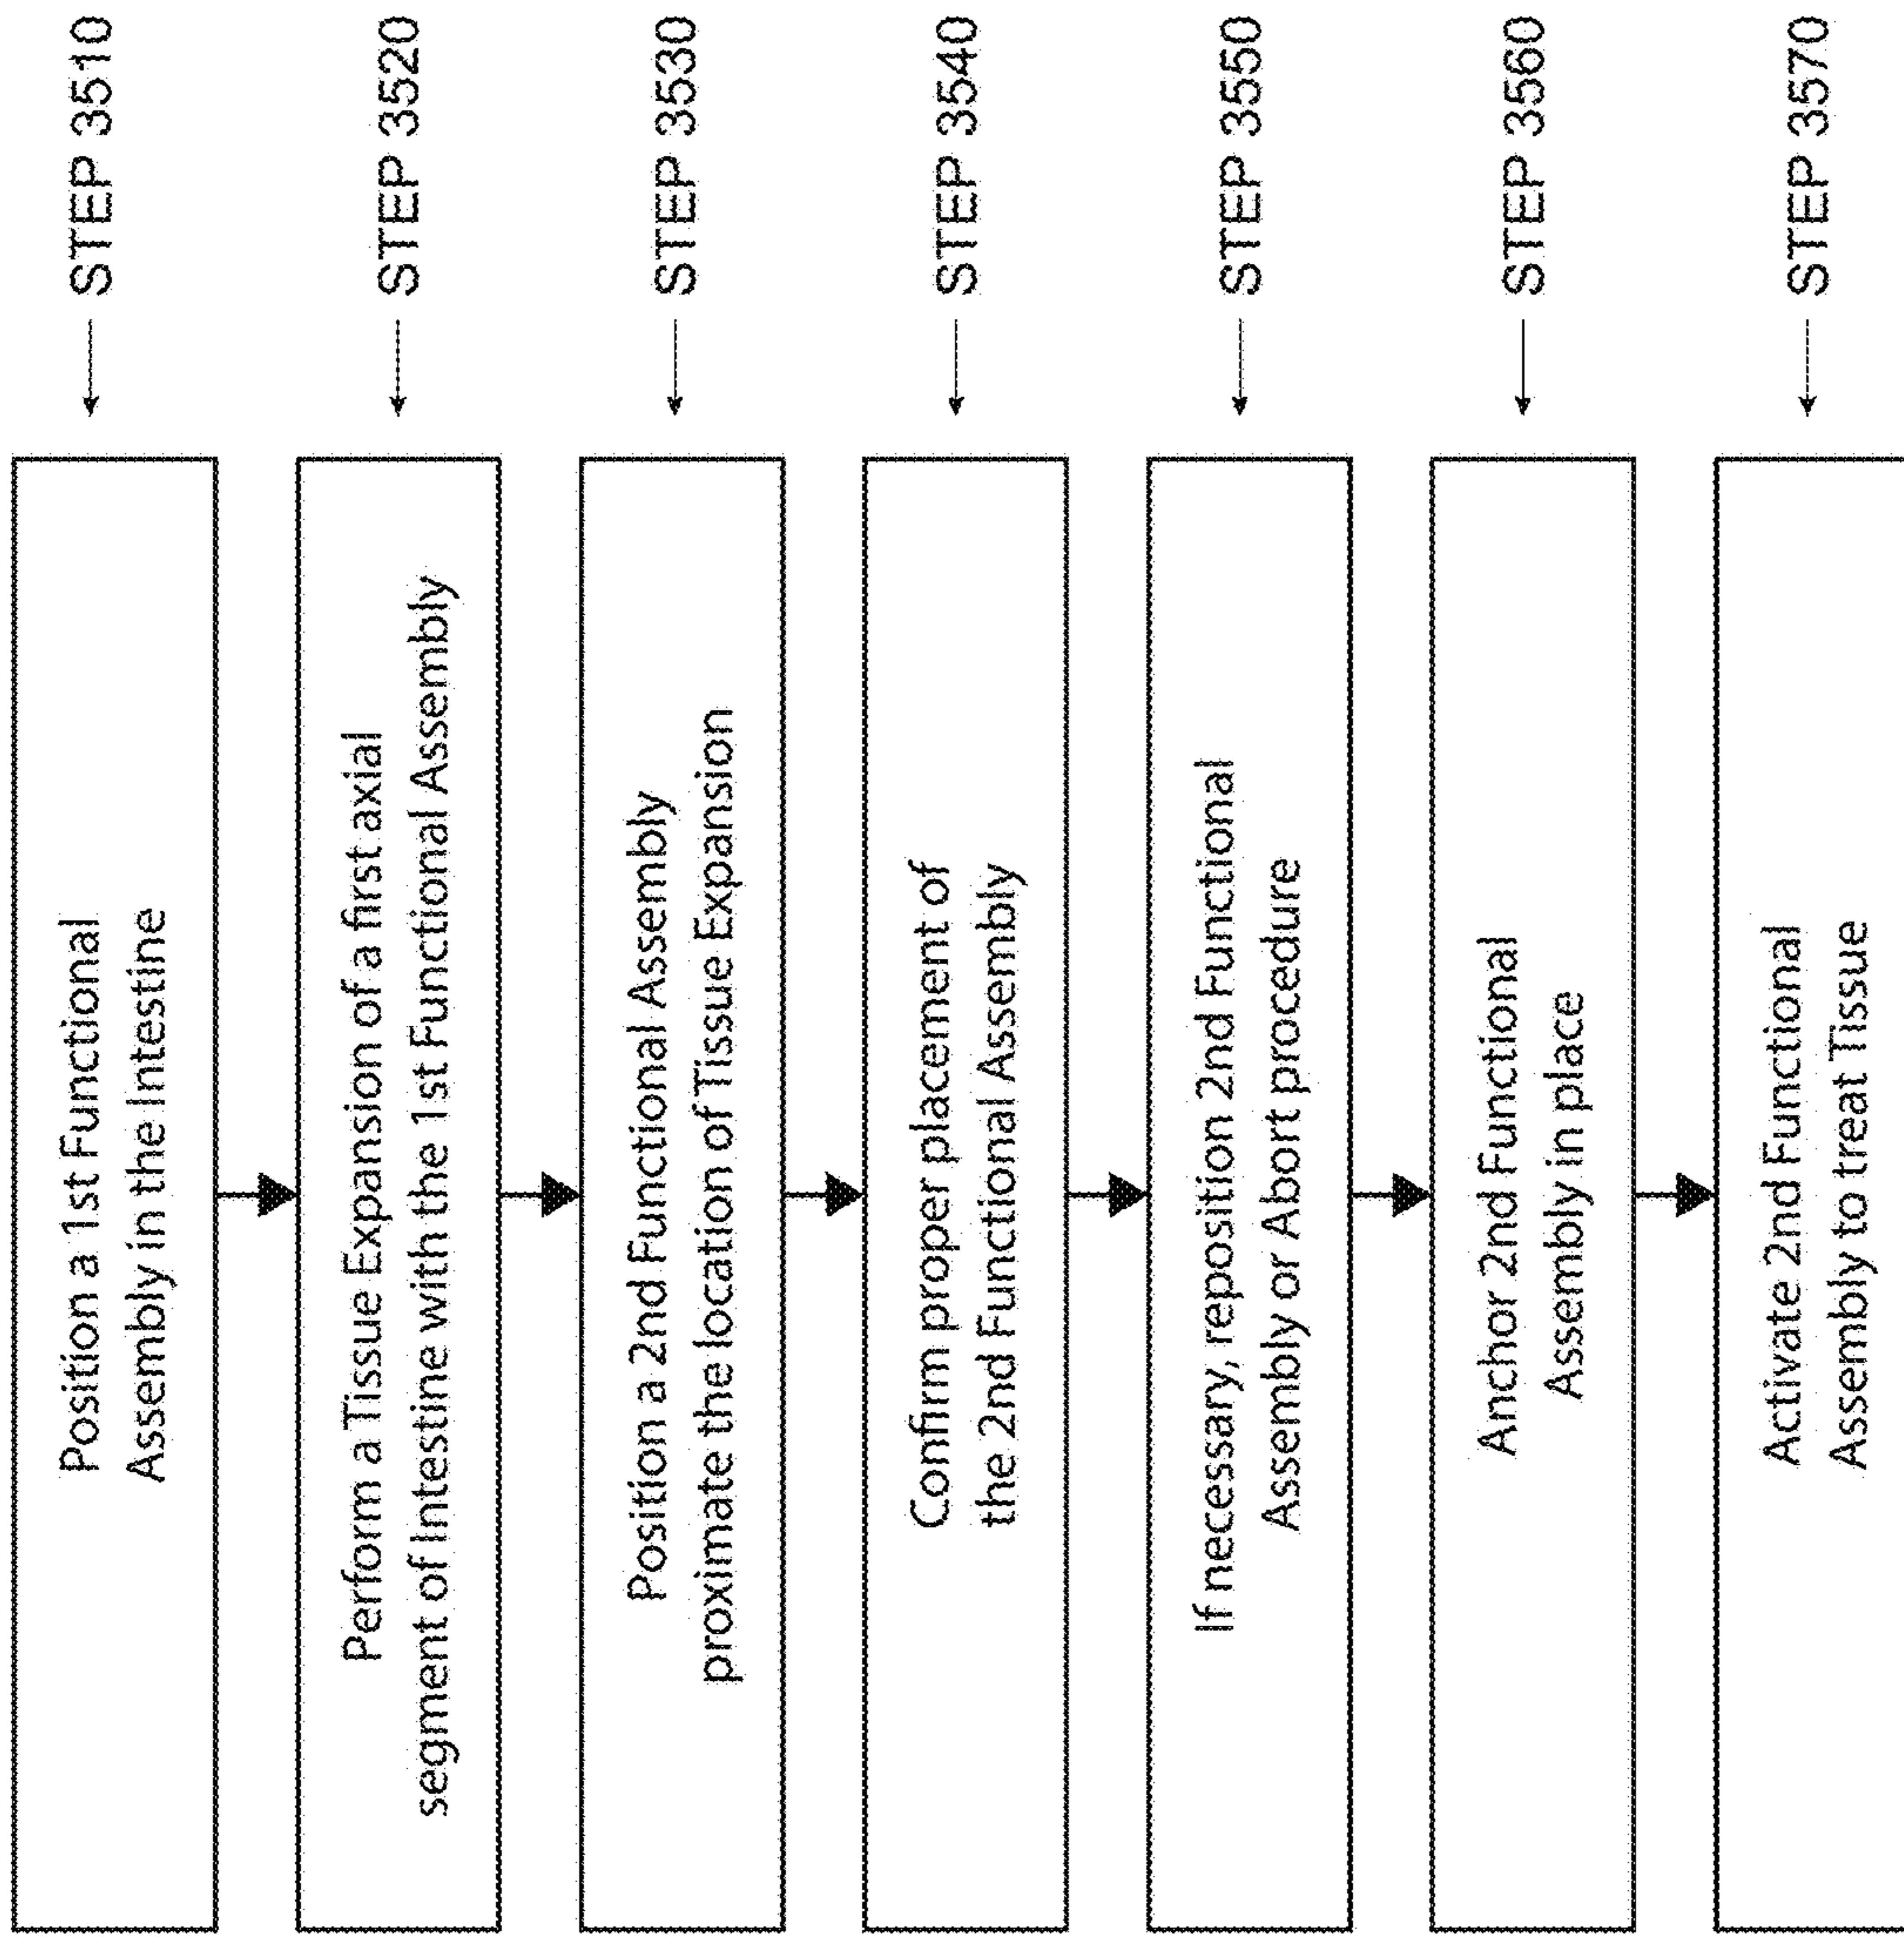 Position a 1st Functional
Assembly in the Intestine
STEP 3510
Perform a Tissue Expansion of a first axial
segment of Intestine with the 1st Functional Assembly
STEP 3520
Position a 2nd Functional Assembly
proximate the location of Tissue Expansion
STEP 3530
Confirm proper placement of
the 2nd Functional Assembly
STEP 3540
If necessary, reposition 2nd Functional
Assembly or Abort procedure
STEP 3550
Anchor 2nd Functional
Assembly in place
STEP 3560
Activate 2nd Functional
Assembly to treat Tissue
STEP 3570